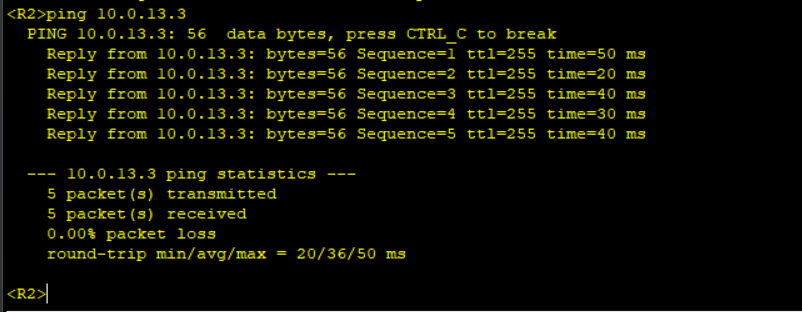 <R2>ping 10.0.13.3
PING 10.0.13.3: 56  data bytes, press CTRL_C to break
Reply from 10.0.13.3: bytes=56 Sequence=1 ttl=255 time=50 ms
Reply from 10.0.13.3: bytes=56 Sequence=2 ttl=255 time=20 ms
Reply from 10.0.13.3: bytes=56 Sequence=3 ttl=255 time=40 ms
Reply from 10.0.13.3: bytes=56 Sequence=4 ttl=255 time=30 ms
Reply from 10.0.13.3: bytes=56 Sequence=5 ttl=255 time=40 ms
--- 10.0.13.3 ping statistics ---
5 packet(s) transmitted
5 packet(s) received
0.00% packet loss
round-trip min/avg/max = 20/36/50 ms
<R2>